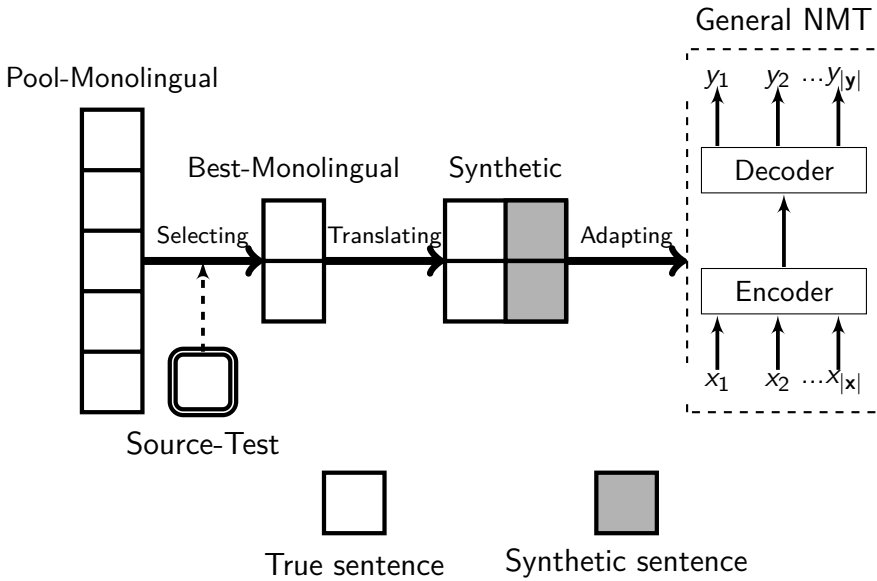 General NMT
Pool-Monolingual
y1 y2 ...y|y|
Best-Monolingual Synthetic
Decoder
Selecting Translating Adapting
Encoder
x1 x2 ...x|x|
Source-Test
True sentence Synthetic sentence